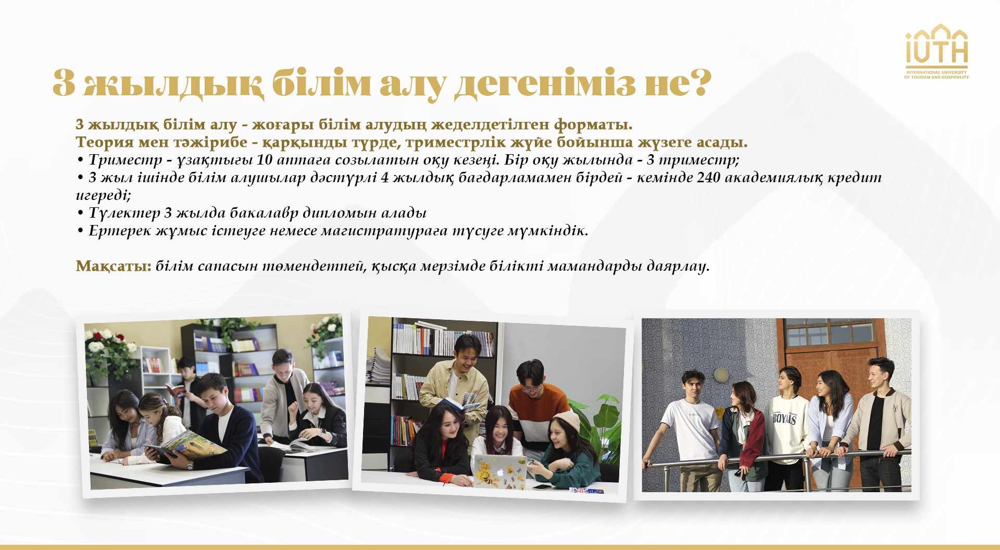 iUTH
INTERNATIONAL UNIVERSITY
OF TOURISM AND HOSPITALITY
3 жылдық білім алу дегеніміз не?
3 жылдық білім алу - жоғары білім алудың жеделдетілген форматы.
Теория мен тәжірибе - қарқынды түрде, триместрлік жүйе бойынша жүзеге асады.
• Триместр - ұзақтығы 10 аптаға созылатын оқу кезеңі. Бір оқу жылында - 3 триместр;
• 3 жыл ішінде білім алушылар дәстүрлі 4 жылдық бағдарламамен бірдей - кемінде 240 академиялық кредит
игереді;
• Түлектер 3 жылда бакалавр дипломын алады
• Ертерек жұмыс істеуге немесе магистратураға түсуге мүмкіндік.
Мақсаты: білім сапасын төмендетпей, қысқа мерзімде білікті мамандарды даярлау.
ROYALS